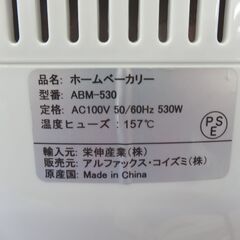 品名: ホームベーカリー
型番: ABM-530
定格: AC100V 50/60Hz 530W
温度ヒューズ: 157℃
PSE
輸入元: 栄伸産業(株)
販売元: アルファックス・コイズミ(株)
原産国: Made in China